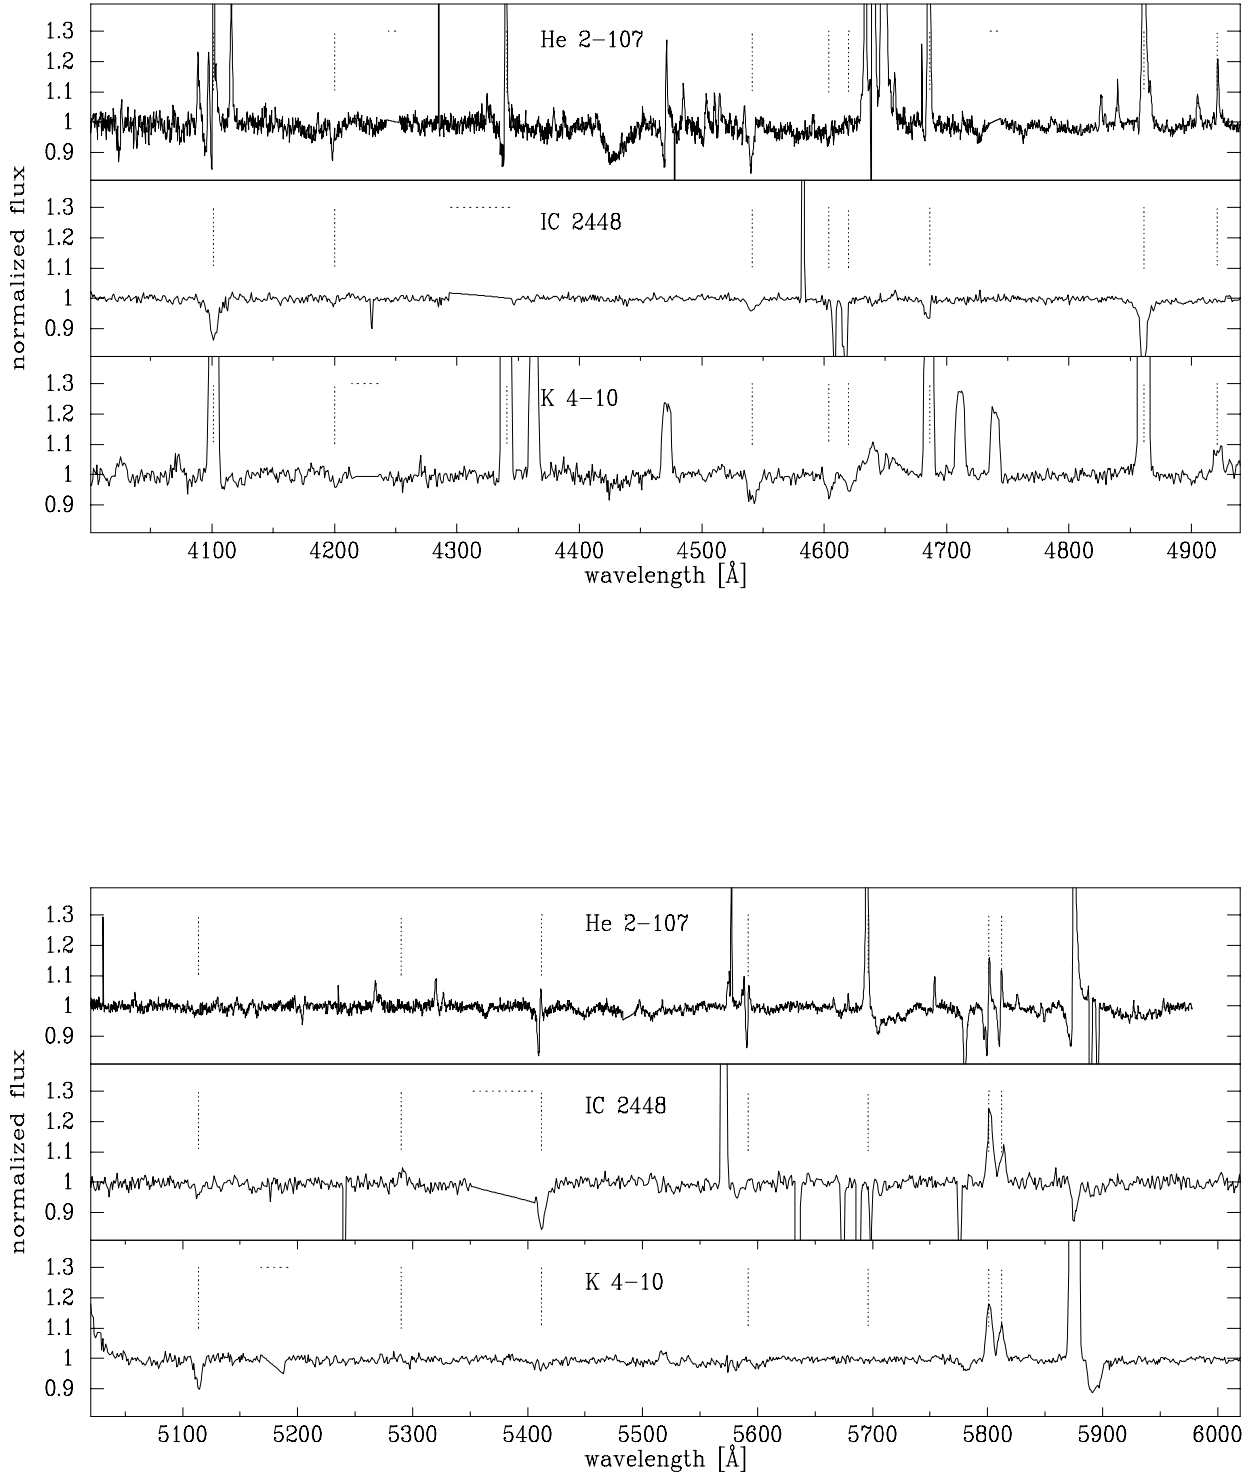 1.3
He 2-107
1.2
1.1
1
0.9
1.3
IC 2448
1.2
1.1
1
0.9
1.3
K 4-10
1.2
1.1
1
0.9
normalized flux
4100 4200 4300 4400 4500 4600 4700 4800 4900
wavelength [Å]
1.3
He 2-107
1.2
1.1
1
0.9
1.3
IC 2448
1.2
1.1
1
0.9
1.3
K 4-10
1.2
1.1
1
0.9
normalized flux
5100 5200 5300 5400 5500 5600 5700 5800 5900 6000
wavelength [Å]